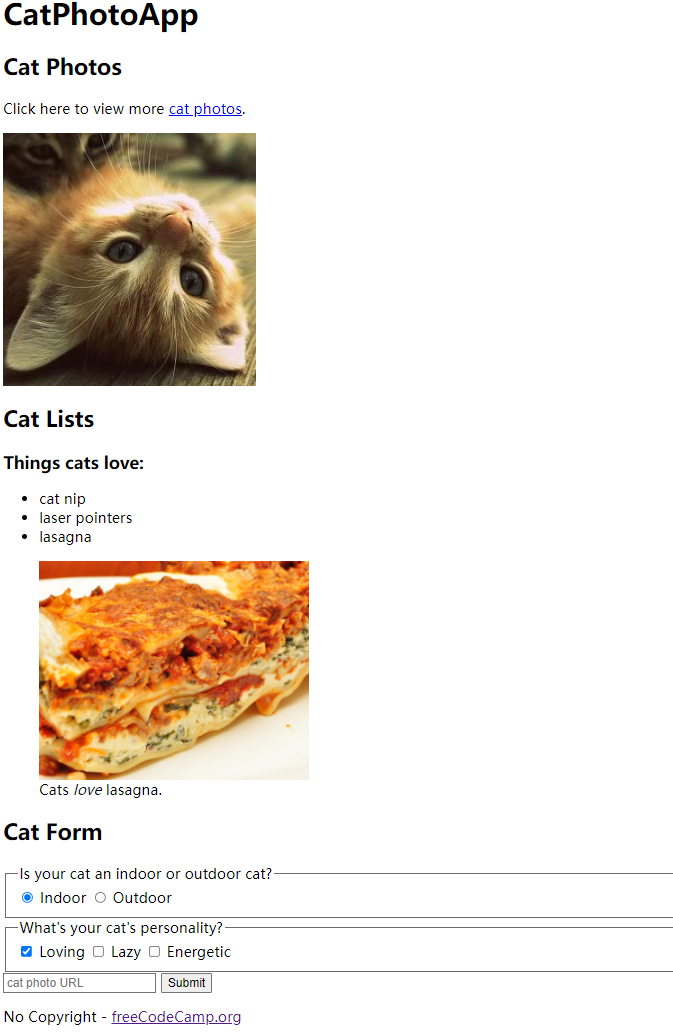 CatPhotoApp
Cat Photos
Click here to view more cat photos.
Cat Lists
Things cats love:
cat nip
laser pointers
lasagna
Cats love lasagna.
Cat Form
Is your cat an indoor or outdoor cat?
Indoor Outdoor
What's your cat's personality?
Loving Lazy Energetic
cat photo URL Submit
No Copyright - freeCodeCamp.org